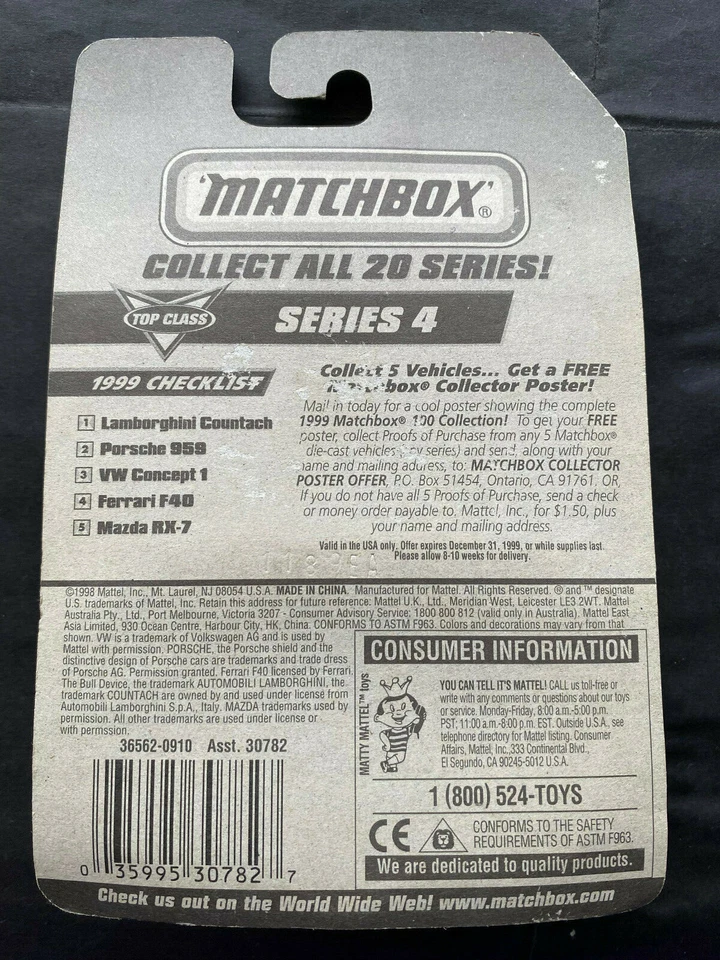 'MATCHBOX'®
COLLECT ALL 20 SERIES!
TOP CLASS
SERIES 4
1999 CHECKLIST
1 Lamborghini Countach
2 Porsche 959
3 VW Concept 1
4 Ferrari F40
5 Mazda RX-7
Collect 5 Vehicles... Get a FREE
Matchbox® Collector Poster!
Mail in today for a cool poster showing the complete
1999 Matchbox® 100 Collection! To get your FREE
poster, collect Proofs of Purchase from any 5 Matchbox®
die-cast vehicles (any series) and send, along with your
name and mailing address, to: MATCHBOX COLLECTOR
POSTER OFFER, P.O. Box 51454, Ontario, CA 91761. OR,
If you do not have all 5 Proofs of Purchase, send a check
or money order payable to, Mattel, Inc., for $1.50, plus
your name and mailing address.
Valid in the USA only. Offer expires December 31, 1999, or while supplies last.
Please allow 8-10 weeks for delivery.
©1998 Mattel, Inc., Mt. Laurel, NJ 08054 U.S.A. MADE IN CHINA. Manufactured for Mattel. All Rights Reserved. ® and ™ designate
U.S. trademarks of Mattel, Inc. Retain this address for future reference: Mattel U.K., Ltd., Meridian West, Leicester LE3 2WT. Mattel
Australia Pty., Ltd., Port Melbourne, Victoria 3207 - Consumer Advisory Service: 1800 800 812 (valid only in Australia). Mattel East
Asia Limited, 930 Ocean Centre, Harbour City, HK, China. CONFORMS TO ASTM F963. Colors and decorations may vary from that
shown. VW is a trademark of Volkswagen AG and is used by
Mattel with permission. PORSCHE, the Porsche shield and the
distinctive design of Porsche cars are trademarks and trade dress
of Porsche AG. Permission granted. Ferrari F40 licensed by Ferrari.
The Bull Device, the trademark AUTOMOBILI LAMBORGHINI, the
trademark COUNTACH are owned by and used under license from
Automobili Lamborghini S.p.A., Italy. MAZDA trademarks used by
permission. All other trademarks are used under license or
with permssion.
36562-0910 Asst. 30782
0 35995 30782 7
CONSUMER INFORMATION
MATTY MATTEL™ toys
YOU CAN TELL IT'S MATTEL! CALL us toll-free or
write with any comments or questions about our toys
or service. Monday-Friday, 8:00 a.m.-5:00 p.m.
PST; 11:00 a.m.-8:00 p.m. EST. Outside U.S.A., see
telephone directory for Mattel listing. Consumer
Affairs, Mattel, Inc.,333 Continental Blvd.,
El Segundo, CA 90245-5012 U.S.A.
1 (800) 524-TOYS
CE
CONFORMS TO THE SAFETY
REQUIREMENTS OF ASTM F963.
We are dedicated to quality products.
Check us out on the World Wide Web! www.matchbox.com